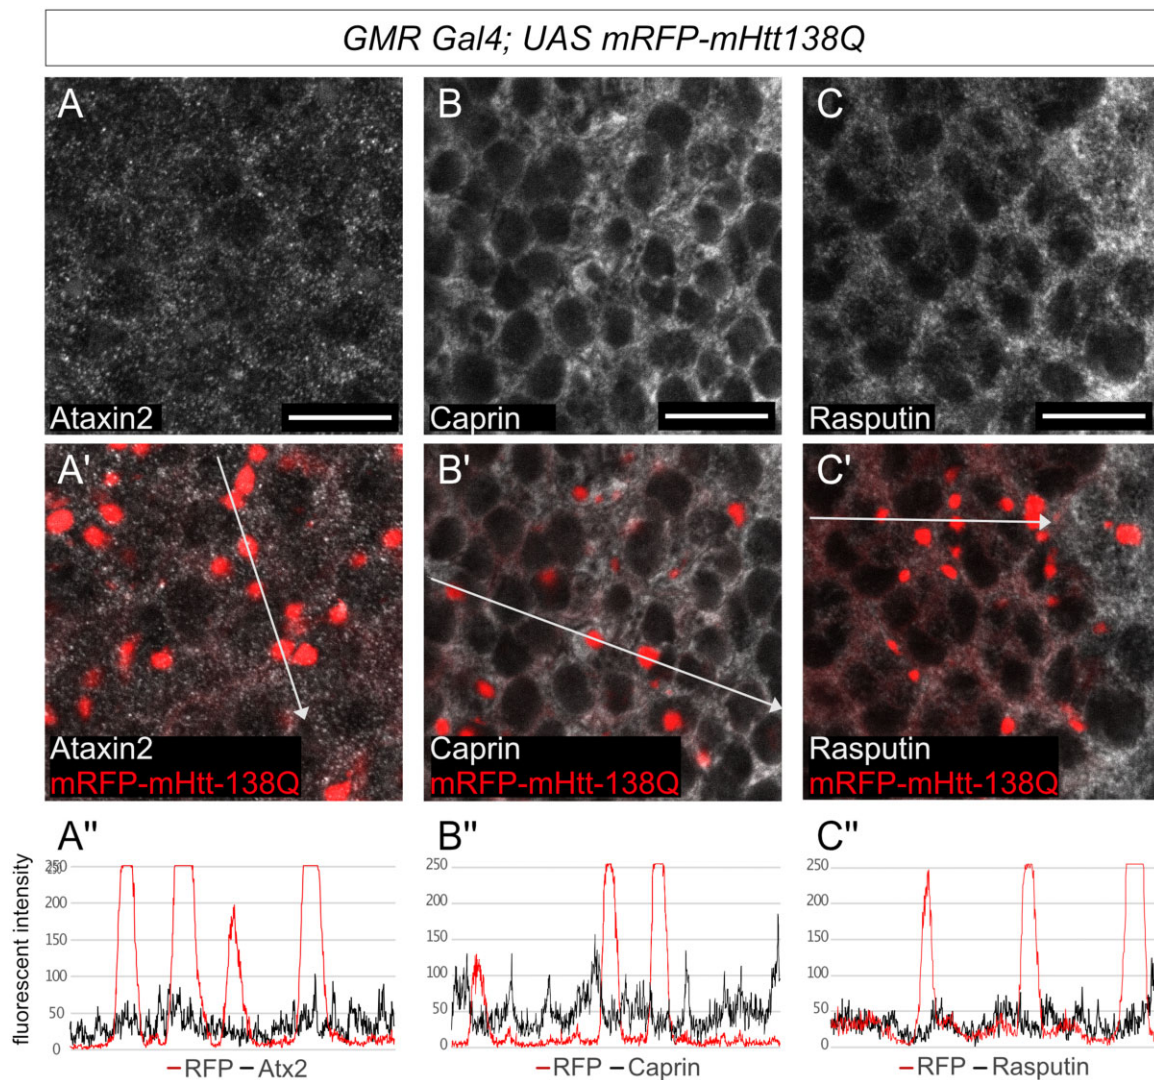 GMR Gal4; UAS mRFP-mHtt138Q
A
B
C
Ataxin2
Caprin
Rasputin
A'
B'
C'
Ataxin2
mRFP-mHtt-138Q
Caprin
mRFP-mHtt-138Q
Rasputin
mRFP-mHtt-138Q
A"
B"
C"
fluorescent intensity
250
200
150
100
50
0
250
200
150
100
50
0
250
200
150
100
50
0
RFP Atx2
RFP Caprin
RFP Rasputin